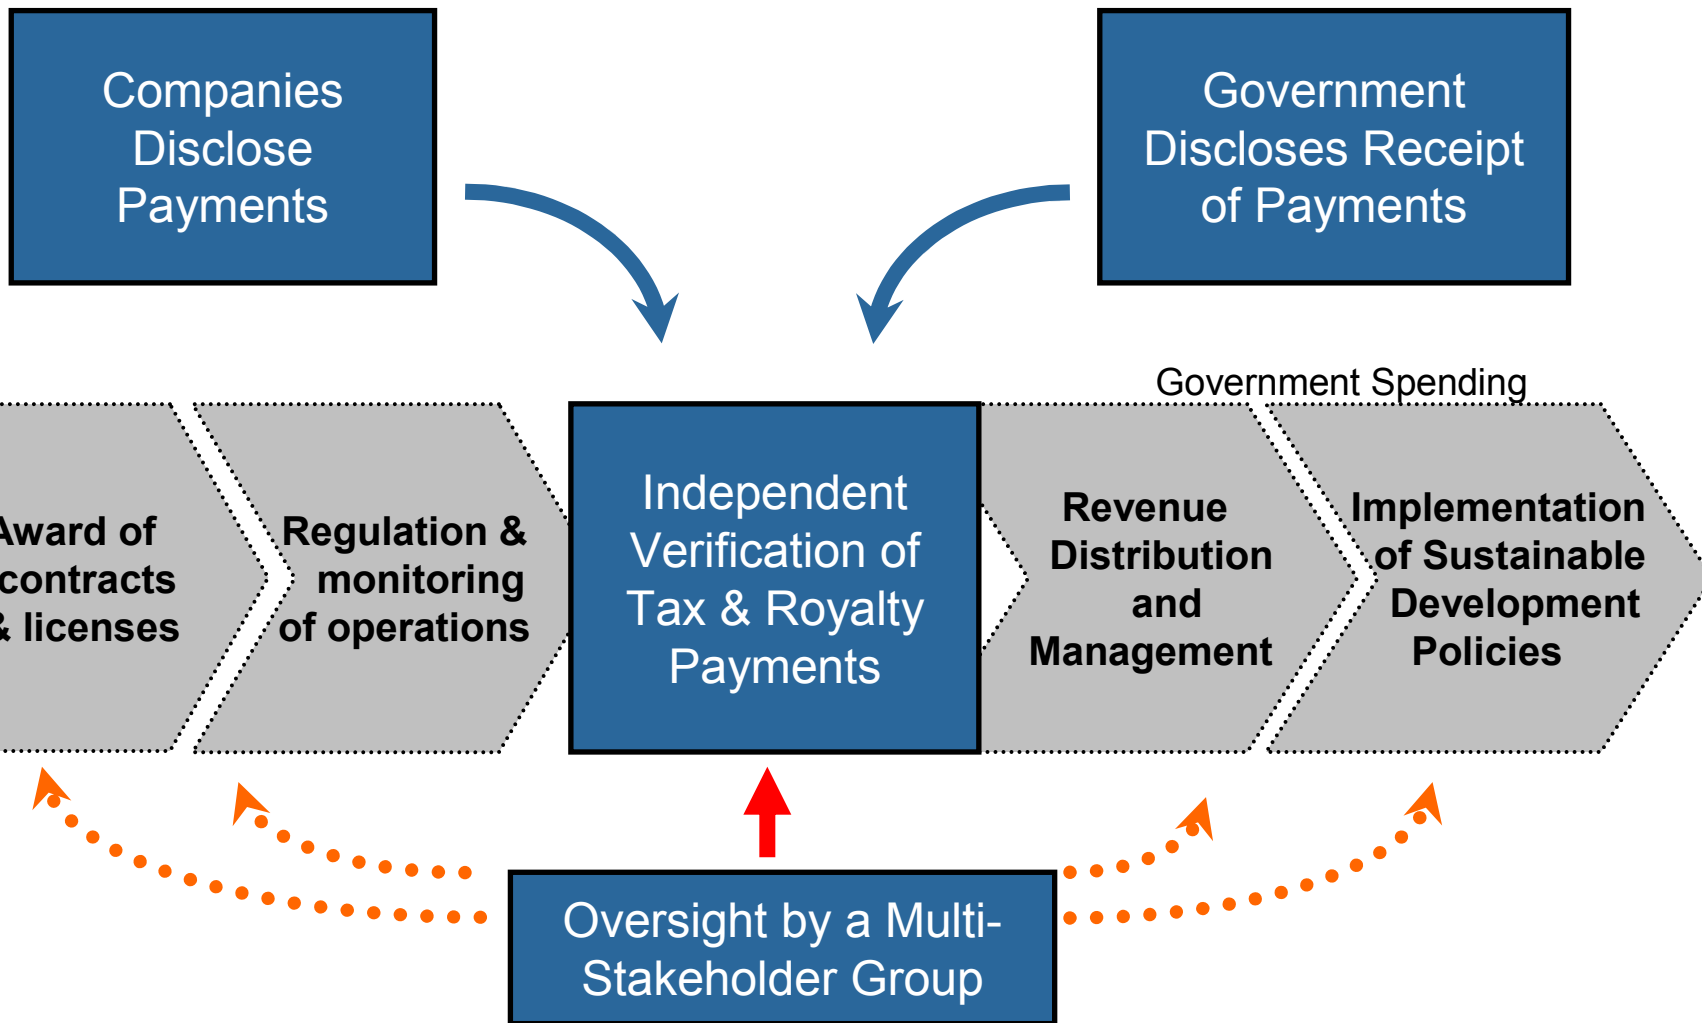 Companies
Disclose
Payments
Government
Discloses Receipt
of Payments
Government Spending
Award of
contracts
& licenses
Regulation &
monitoring
of operations
Independent
Verification of
Tax & Royalty
Payments
Revenue
Distribution
and
Management
Implementation
of Sustainable
Development
Policies
Oversight by a Multi-
Stakeholder Group